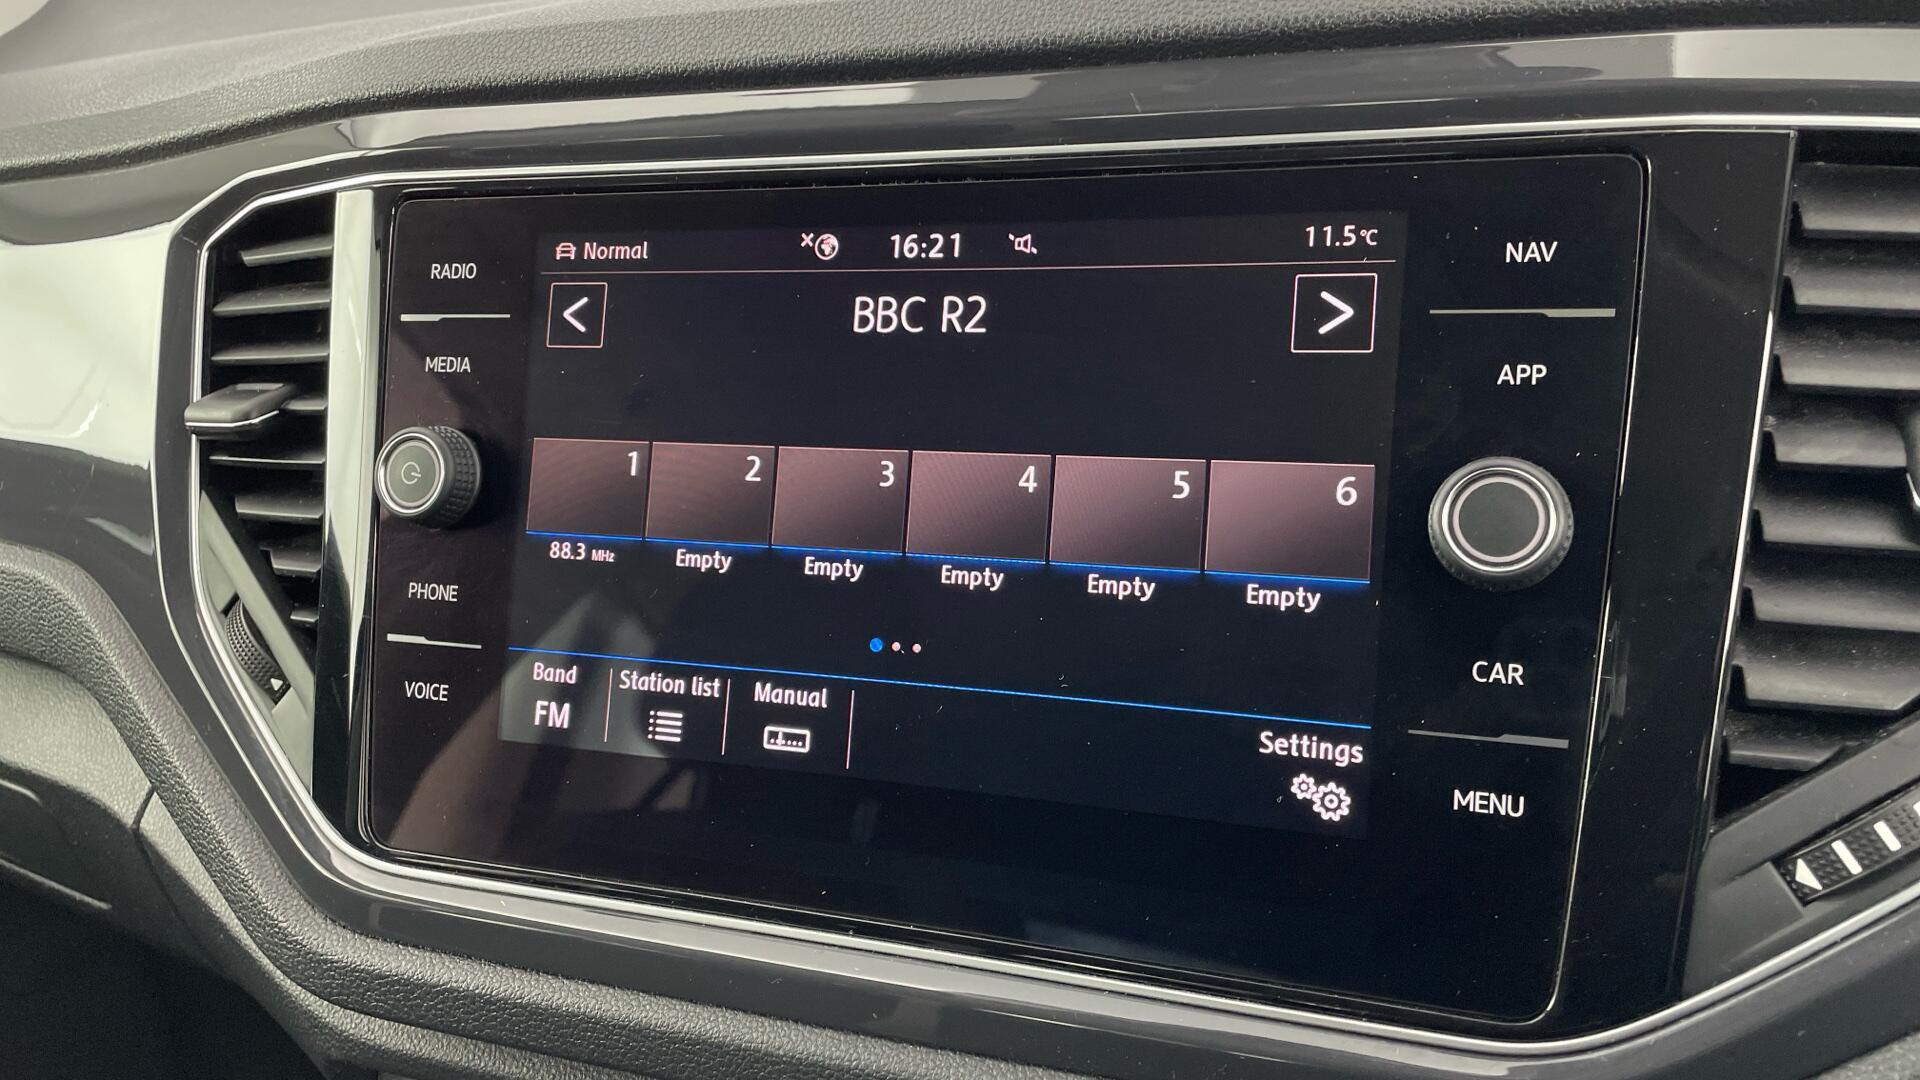 Normal 16:21 11.5°C
BBC R2
RADIO
MEDIA
PHONE
VOICE
1 2 3 4 5 6
88.3 MHz Empty Empty Empty Empty Empty
Band Station list Manual
FM
Settings
NAV
APP
CAR
MENU